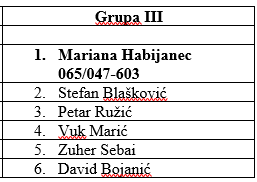 Grupa III
1. Mariana Habijanec
065/047-603
2. Stefan Blašković
3. Petar Ružić
4. Vuk Marić
5. Zuher Sebai
6. David Bojanić